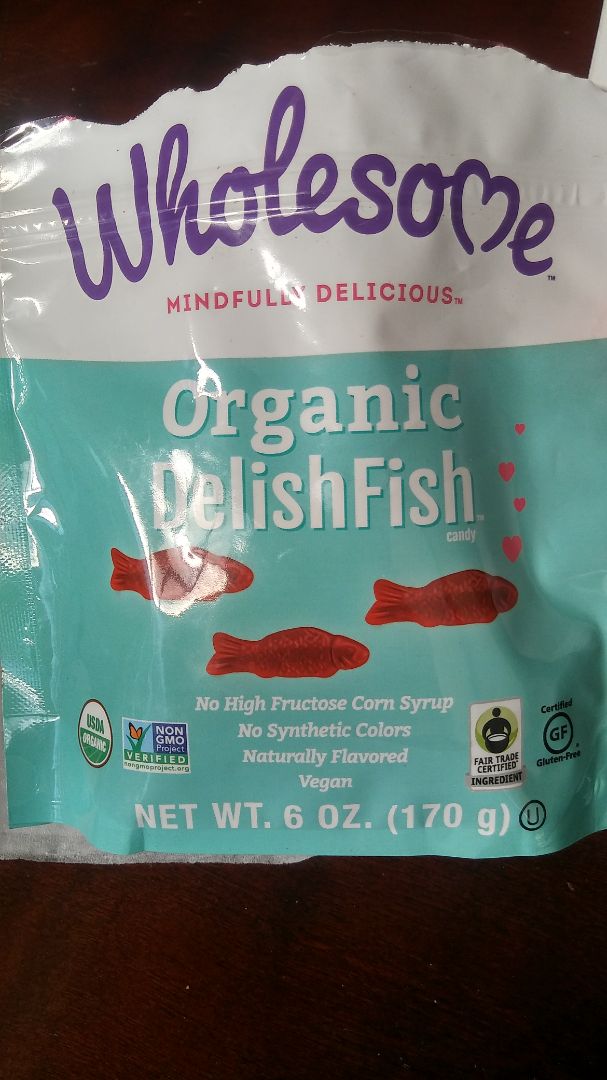 Wholesome™
MINDFULLY DELICIOUS™
Organic
DelishFish™
candy
No High Fructose Corn Syrup
No Synthetic Colors
Naturally Flavored
Vegan
USDA
ORGANIC
NON
GMO
Project
VERIFIED
nongmoproject.org
FAIR TRADE
CERTIFIED
INGREDIENT
Certified
GF
Gluten-Free
NET WT. 6 OZ. (170 g) U